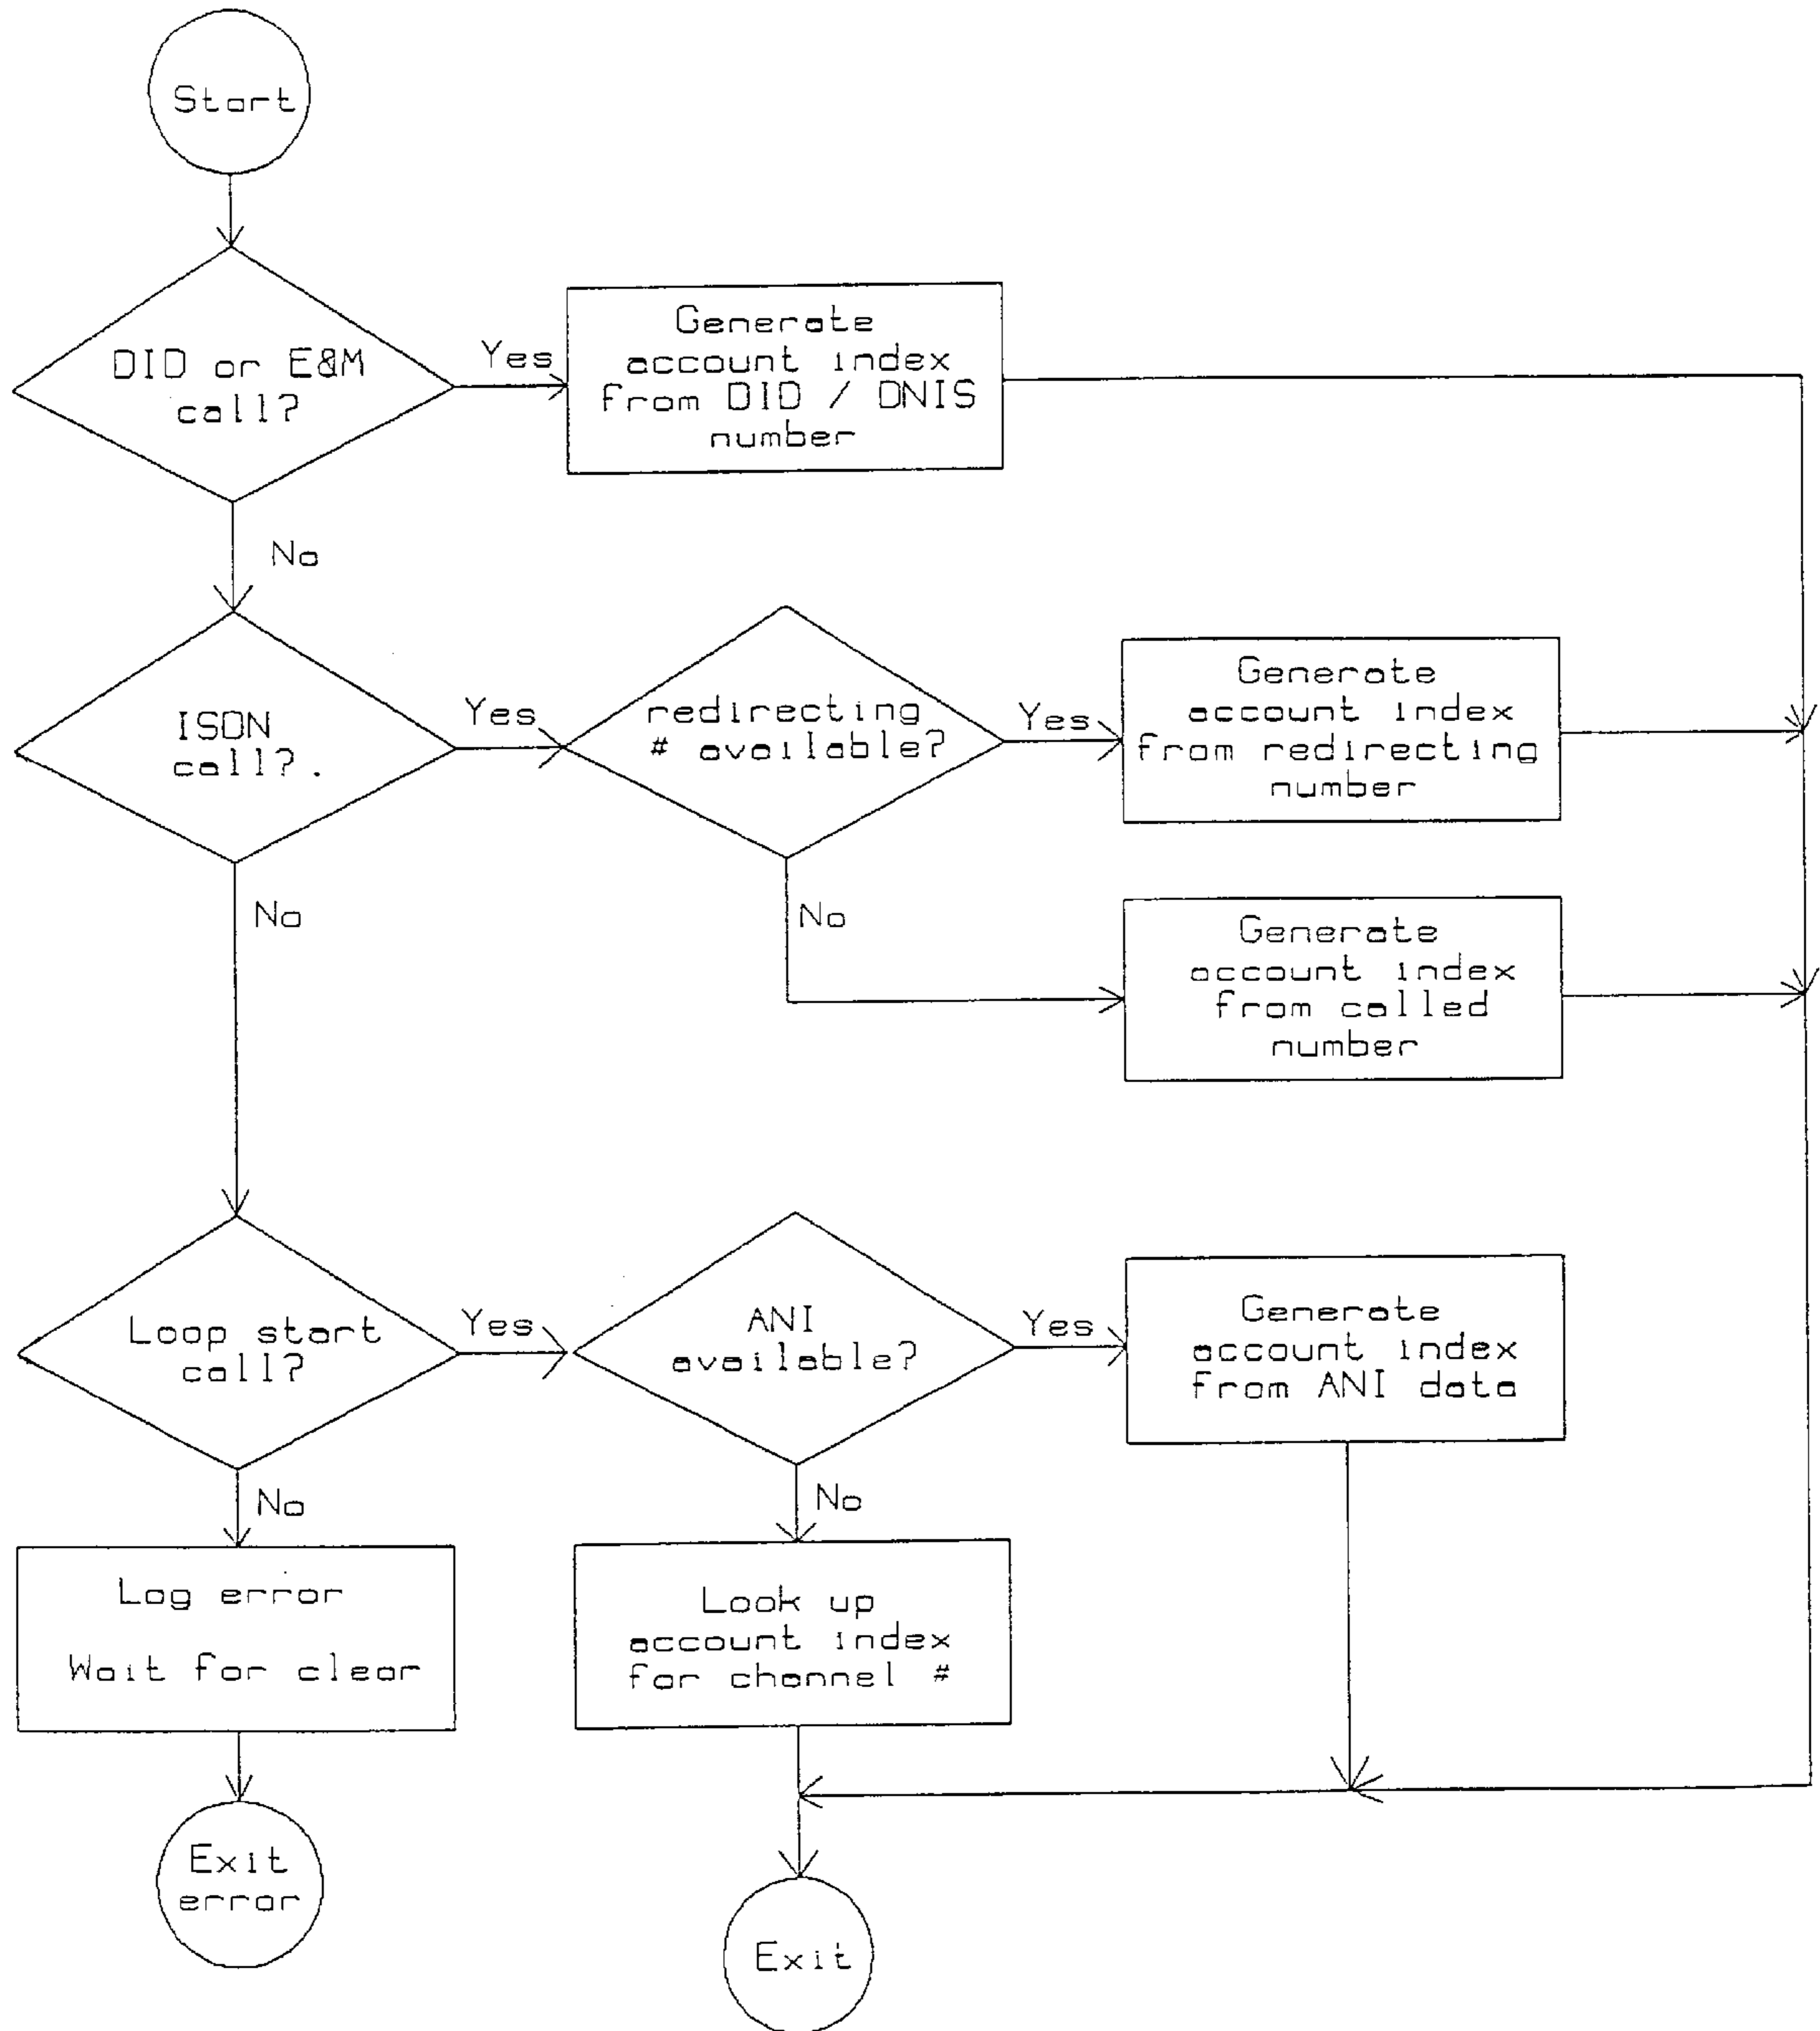 Start
DID or E&M
call?
Yes
Generate
account index
from DID / DNIS
number
No
ISDN
call?.
Yes
redirecting
# available?
Yes
Generate
account index
from redirecting
number
No
No
Generate
account index
from called
number
Loop start
call?
Yes
ANI
available?
Yes
Generate
account index
from ANI data
No
No
Log error
Wait for clear
Look up
account index
for channel #
Exit
error
Exit